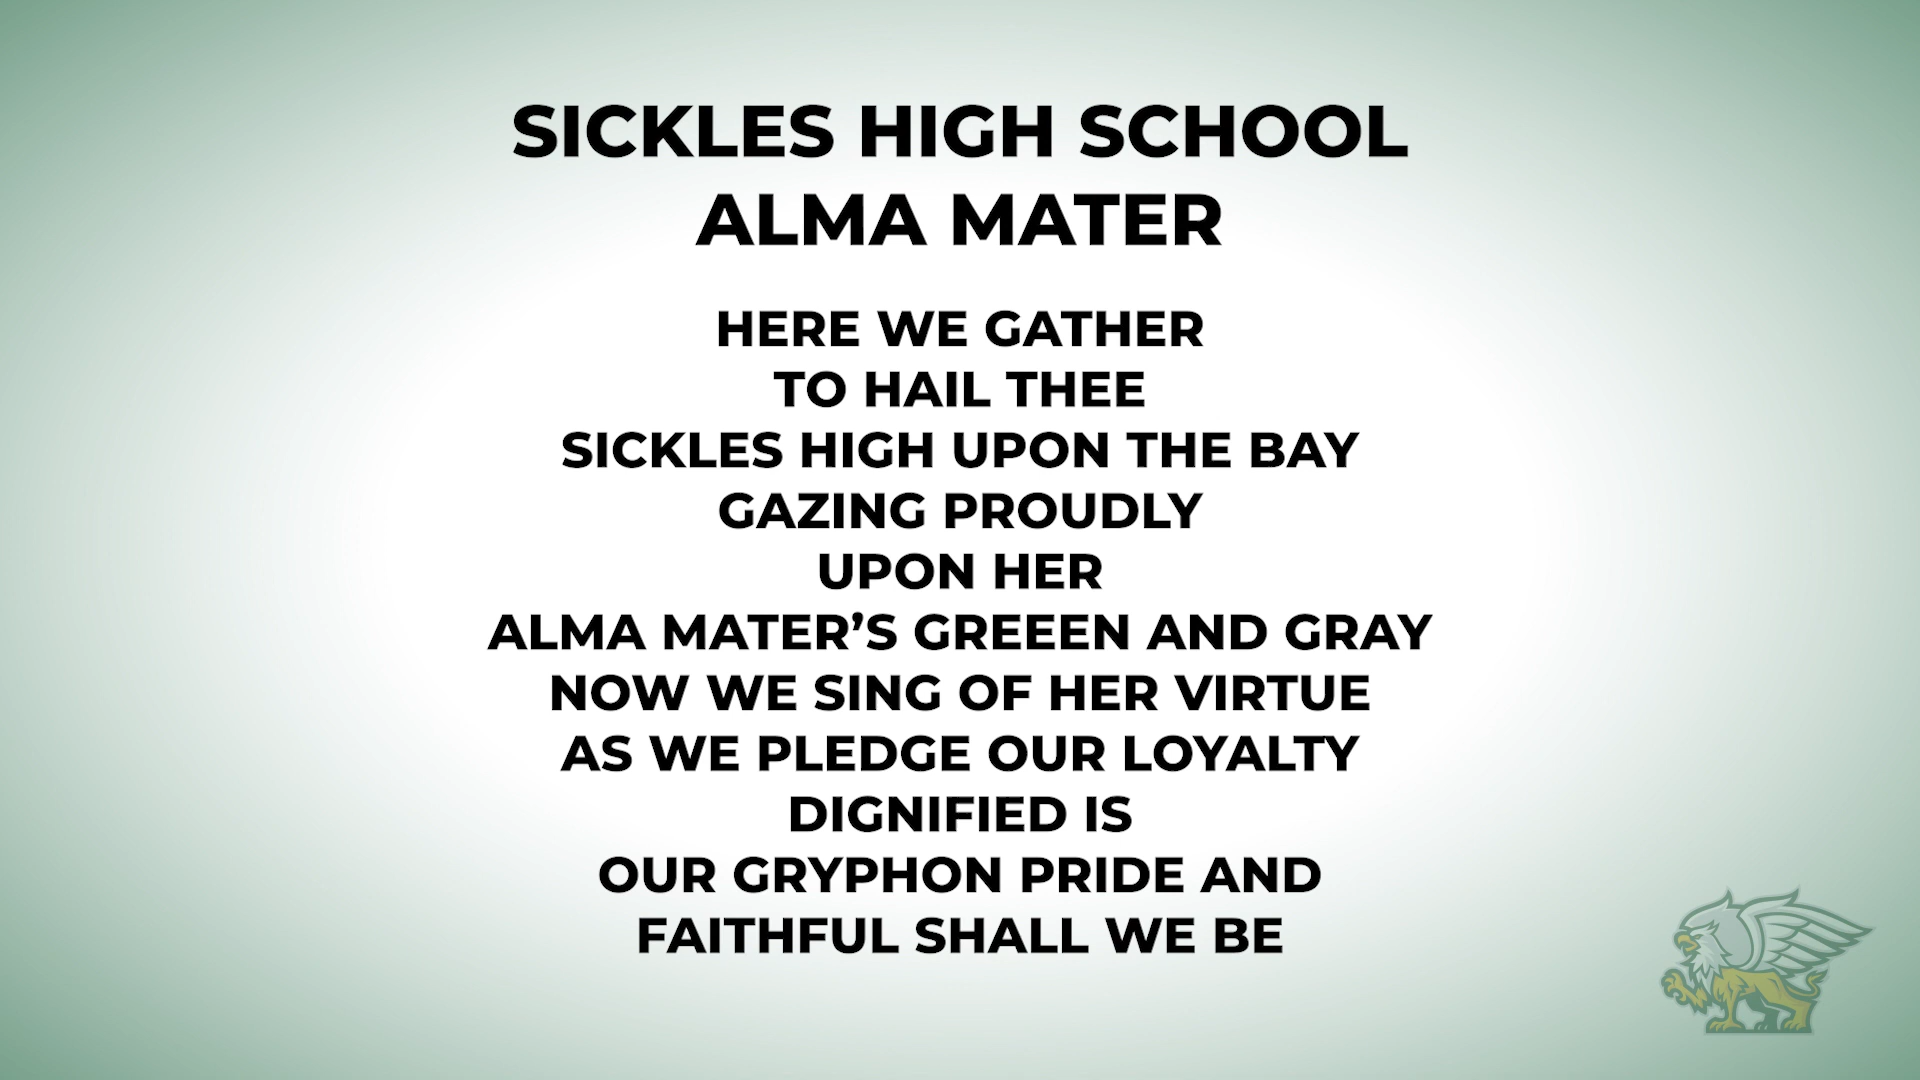 SICKLES HIGH SCHOOL
ALMA MATER
HERE WE GATHER
TO HAIL THEE
SICKLES HIGH UPON THE BAY
GAZING PROUDLY
UPON HER
ALMA MATER’S GREEEN AND GRAY
NOW WE SING OF HER VIRTUE
AS WE PLEDGE OUR LOYALTY
DIGNIFIED IS
OUR GRYPHON PRIDE AND
FAITHFUL SHALL WE BE